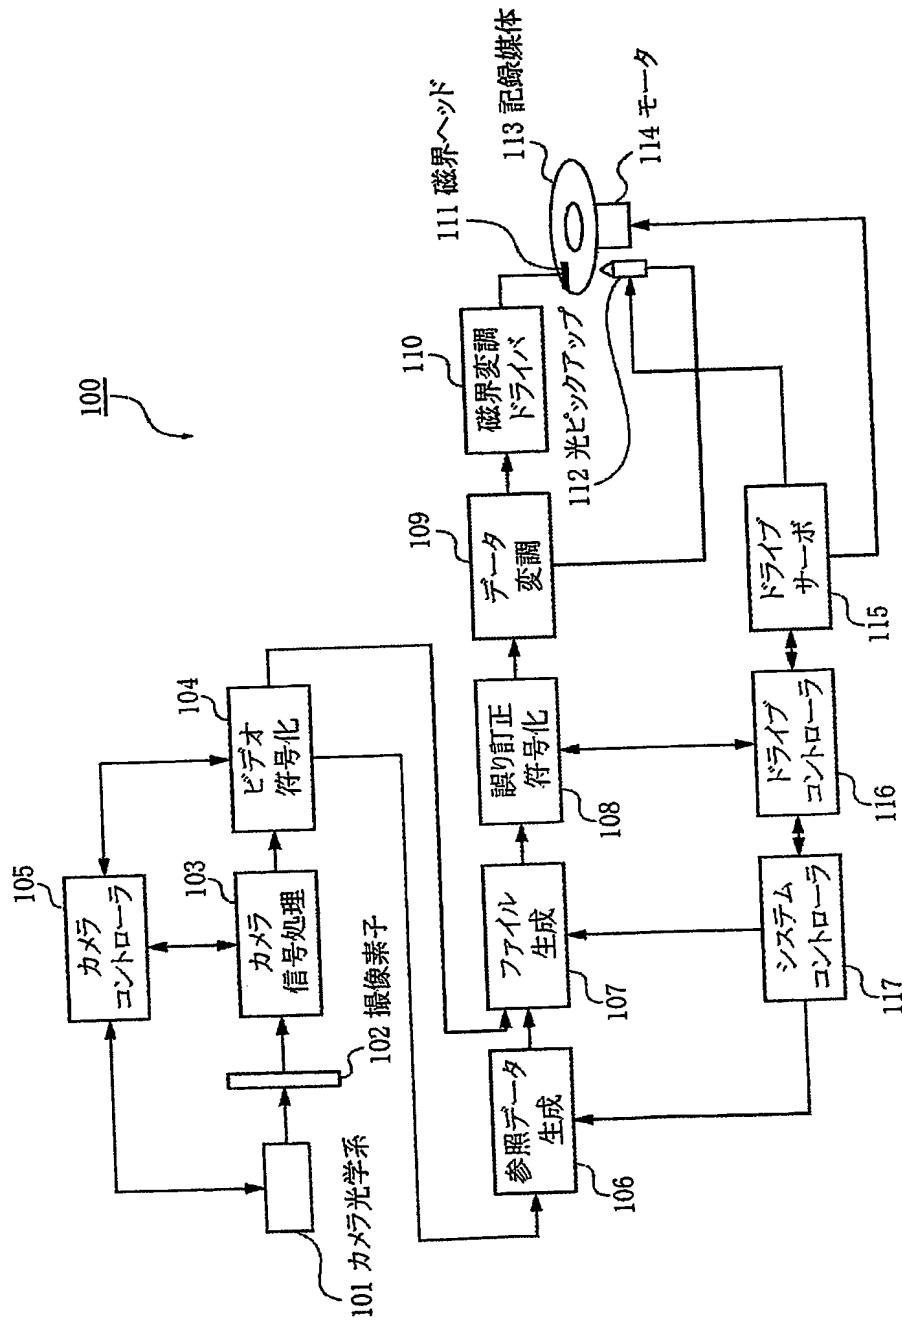 100
105
カメラ
コントローラ
103
カメラ
信号処理
104
ビデオ
符号化
101 カメラ光学系
102 撮像素子
106
参照データ
生成
107
ファイル
生成
108
誤り訂正
符号化
109
データ
変調
110
磁界変調
ドライバ
111 磁界ヘッド
113 記録媒体
114 モータ
112 光ピックアップ
ドライブ
サーボ
115
ドライブ
コントローラ
116
システム
コントローラ
117